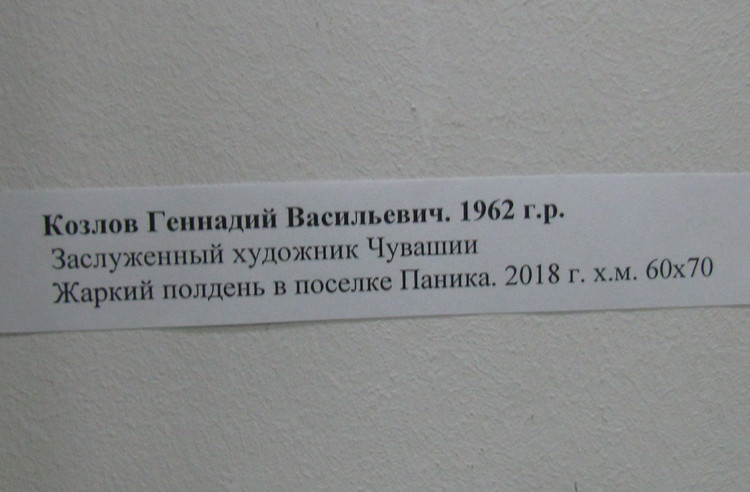 Козлов Геннадий Васильевич. 1962 г.р.
Заслуженный художник Чувашии
Жаркий полдень в поселке Паника. 2018 г. х.м. 60х70